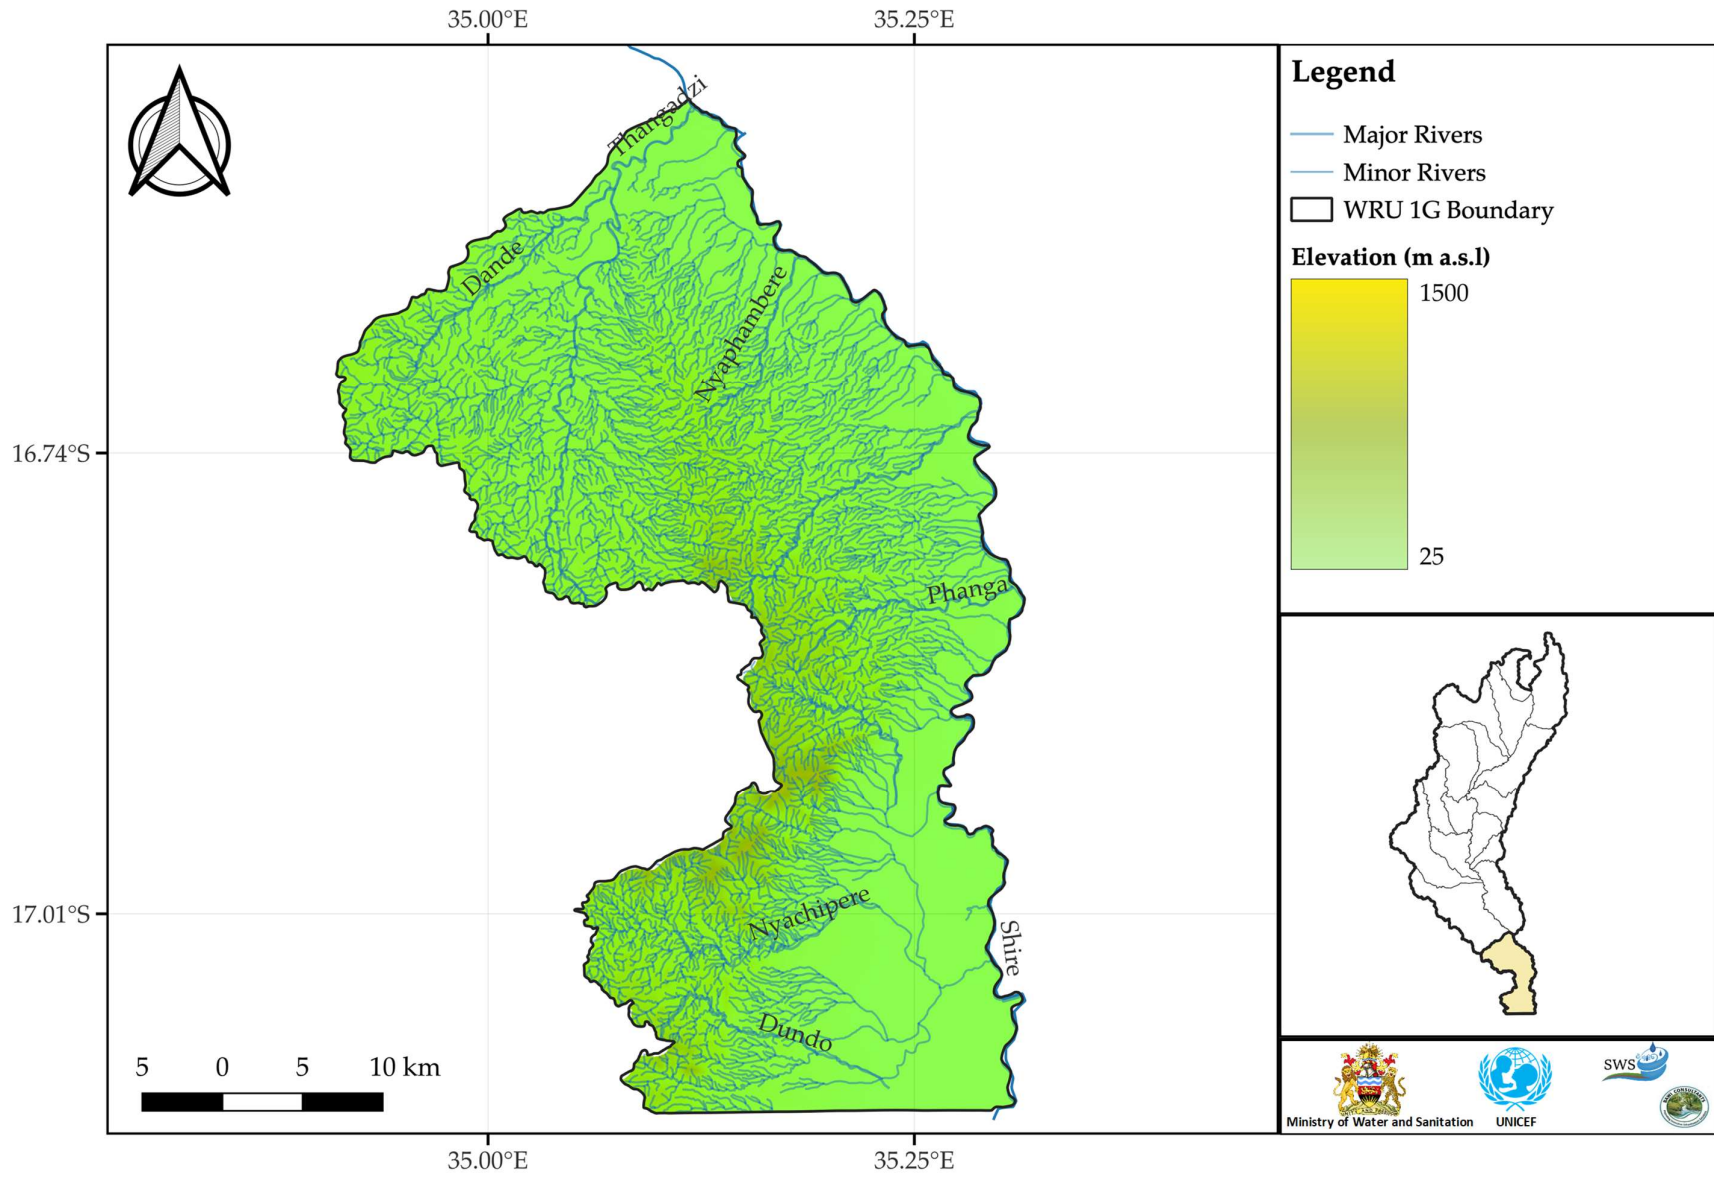 35.00°E
35.25°E
Thangadzi
Dande
Nyaphambere
16.74°S
Phanga
17.01°S
Nyachipere
Shire
Dundo
5 0 5 10 km
35.00°E
35.25°E
Legend
Major Rivers
Minor Rivers
WRU 1G Boundary
Elevation (m a.s.l)
1500
25
Ministry of Water and Sanitation
UNICEF
SWS